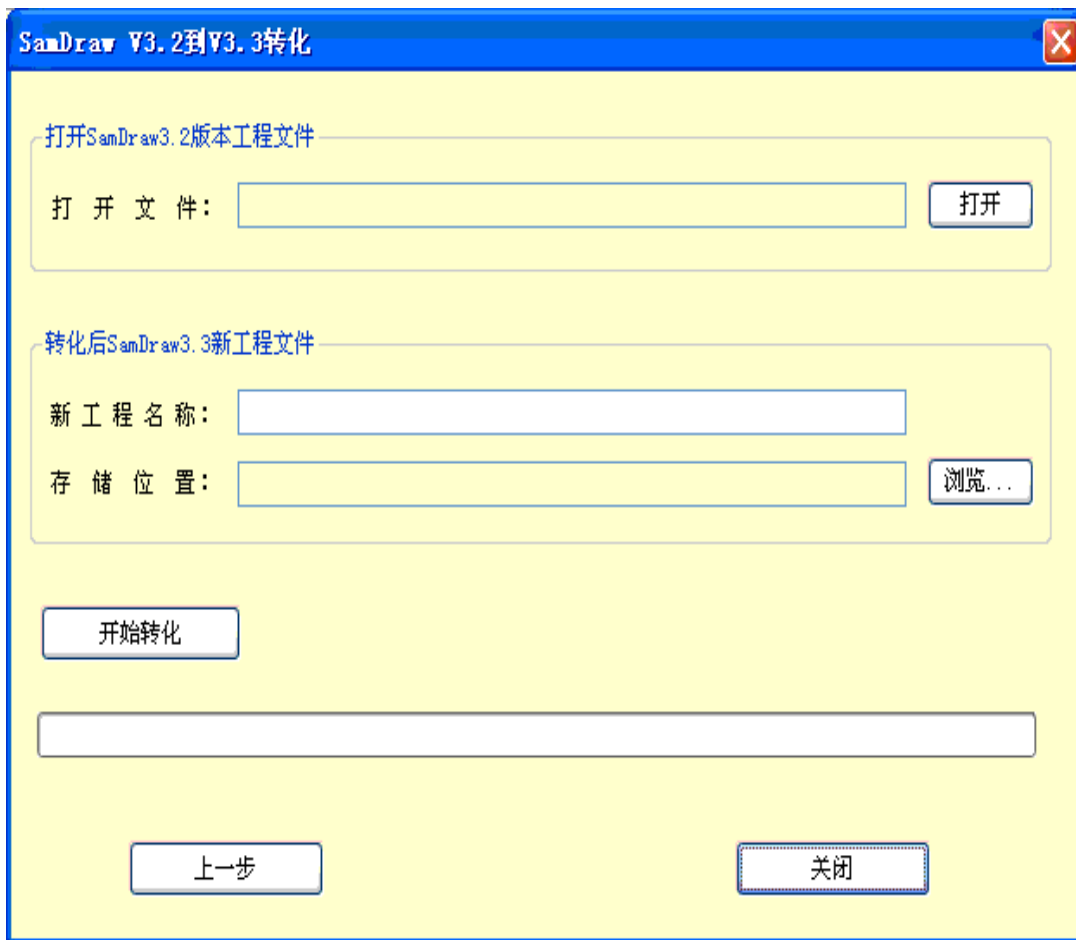 SamDraw V3.2到V3.3转化
打开SamDraw3.2版本工程文件
打 开 文 件: 打开
转化后SamDraw3.3新工程文件
新 工 程 名 称:
存 储 位 置: 浏览...
开始转化
上一步 关闭